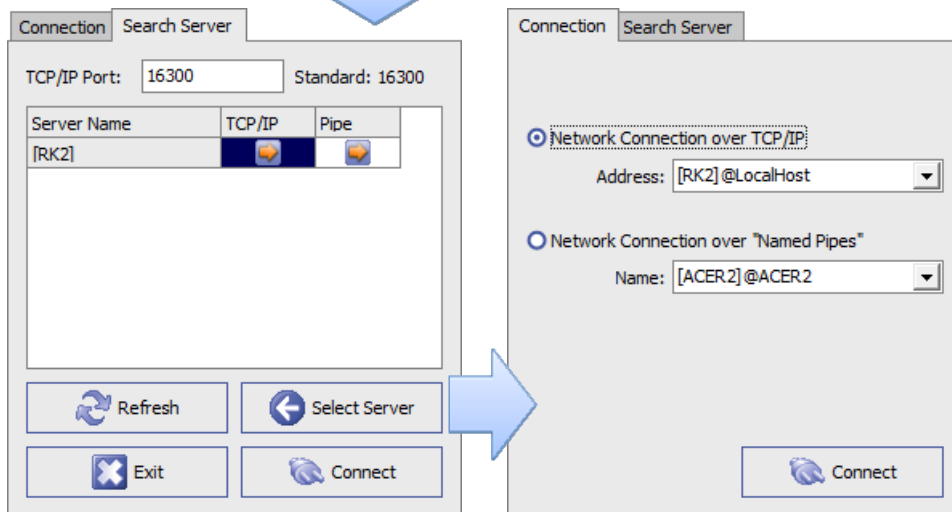 Connection Search Server
TCP/IP Port: 16300 Standard: 16300
Server Name TCP/IP Pipe
[RK2]
Refresh Select Server
Exit Connect
Connection Search Server
Network Connection over TCP/IP
Address: [RK2]@LocalHost
Network Connection over "Named Pipes"
Name: [ACER2]@ACER2
Connect